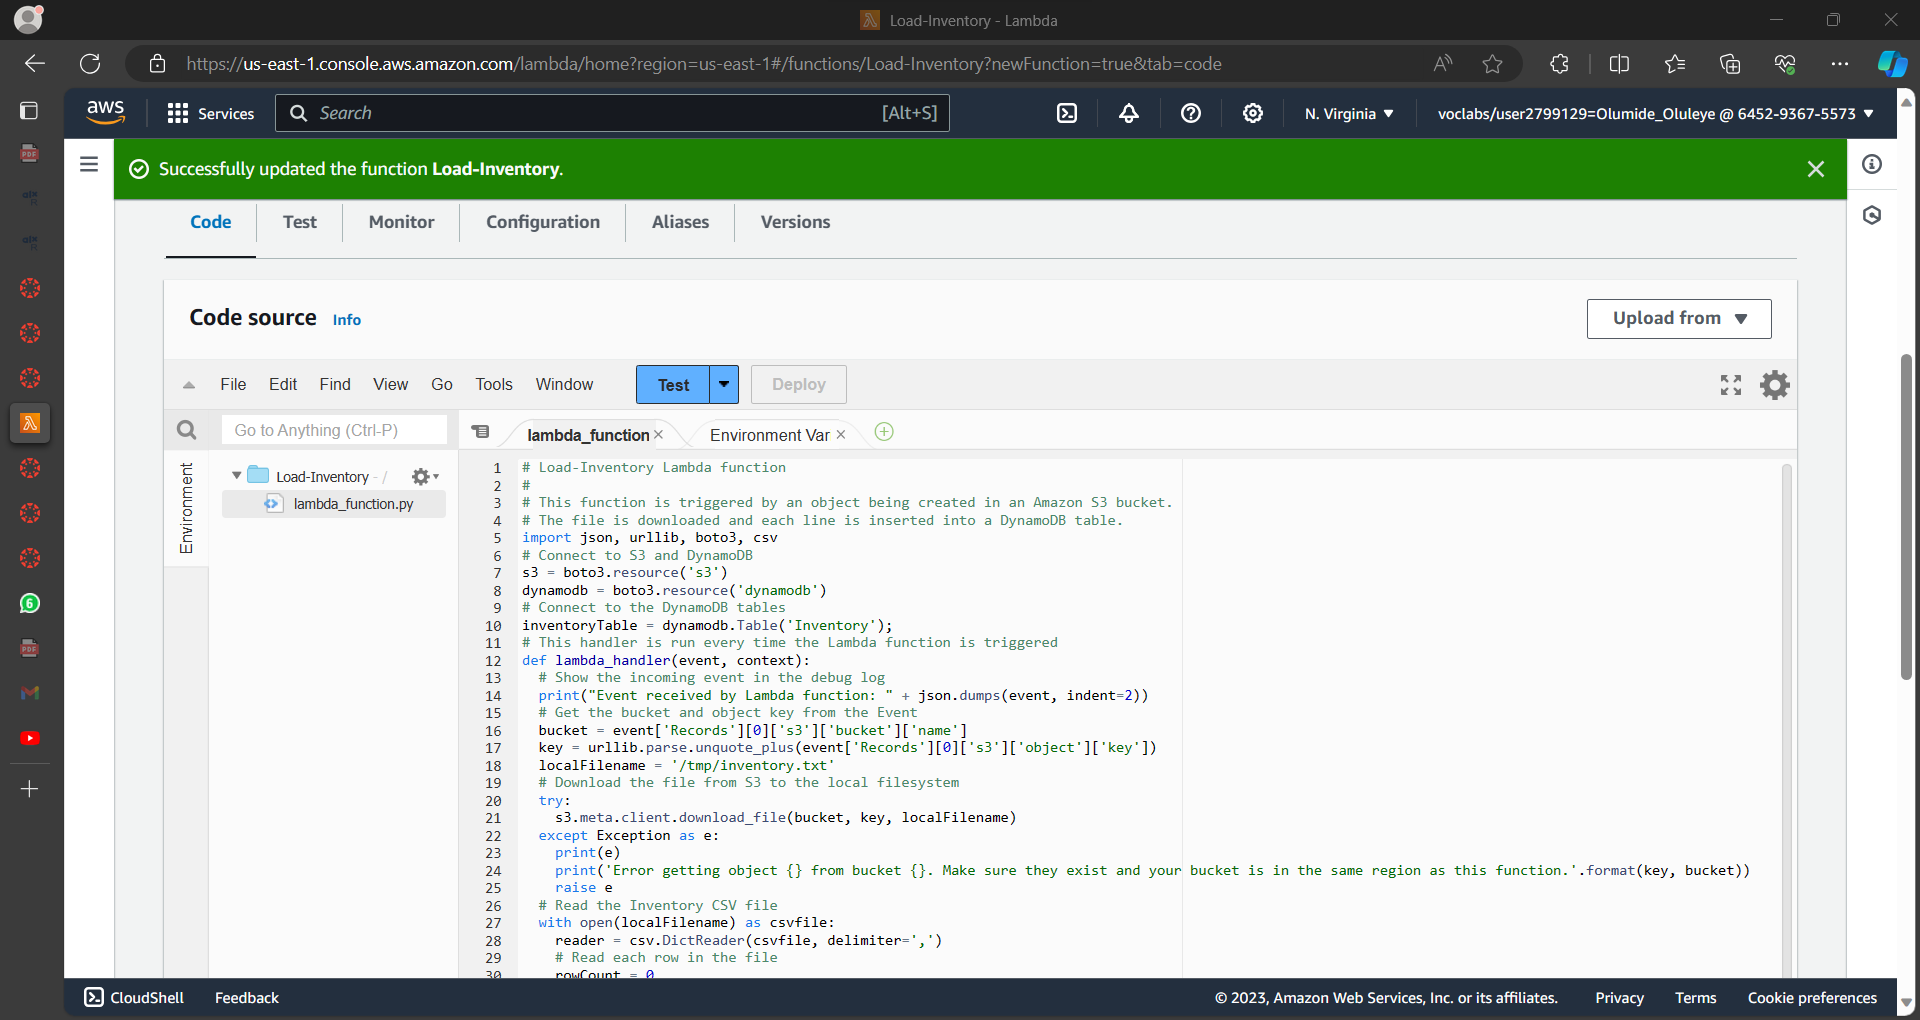 Load-Inventory - Lambda
https://us-east-1.console.aws.amazon.com/lambda/home?region=us-east-1#/functions/Load-Inventory?newFunction=true&tab=code
aws
Services
Search
[Alt+S]
N. Virginia
voclabs/user2799129=Olumide_Oluleye @ 6452-9367-5573
Successfully updated the function Load-Inventory.
Code
Test
Monitor
Configuration
Aliases
Versions
Code source
Info
Upload from
File
Edit
Find
View
Go
Tools
Window
Test
Deploy
Go to Anything (Ctrl-P)
lambda_function
Environment Var
Environment
Load-Inventory - /
lambda_function.py
1 # Load-Inventory Lambda function
2 #
3 # This function is triggered by an object being created in an Amazon S3 bucket.
4 # The file is downloaded and each line is inserted into a DynamoDB table.
5 import json, urllib, boto3, csv
6 # Connect to S3 and DynamoDB
7 s3 = boto3.resource('s3')
8 dynamodb = boto3.resource('dynamodb')
9 # Connect to the DynamoDB tables
10 inventoryTable = dynamodb.Table('Inventory');
11 # This handler is run every time the Lambda function is triggered
12 def lambda_handler(event, context):
13 # Show the incoming event in the debug log
14 print("Event received by Lambda function: " + json.dumps(event, indent=2))
15 # Get the bucket and object key from the Event
16 bucket = event['Records'][0]['s3']['bucket']['name']
17 key = urllib.parse.unquote_plus(event['Records'][0]['s3']['object']['key'])
18 localFilename = '/tmp/inventory.txt'
19 # Download the file from S3 to the local filesystem
20 try:
21 s3.meta.client.download_file(bucket, key, localFilename)
22 except Exception as e:
23 print(e)
24 print('Error getting object {} from bucket {}. Make sure they exist and your bucket is in the same region as this function.'.format(key, bucket))
25 raise e
26 # Read the Inventory CSV file
27 with open(localFilename) as csvfile:
28 reader = csv.DictReader(csvfile, delimiter=',')
29 # Read each row in the file
30 rowCount = 0
CloudShell
Feedback
© 2023, Amazon Web Services, Inc. or its affiliates.
Privacy
Terms
Cookie preferences